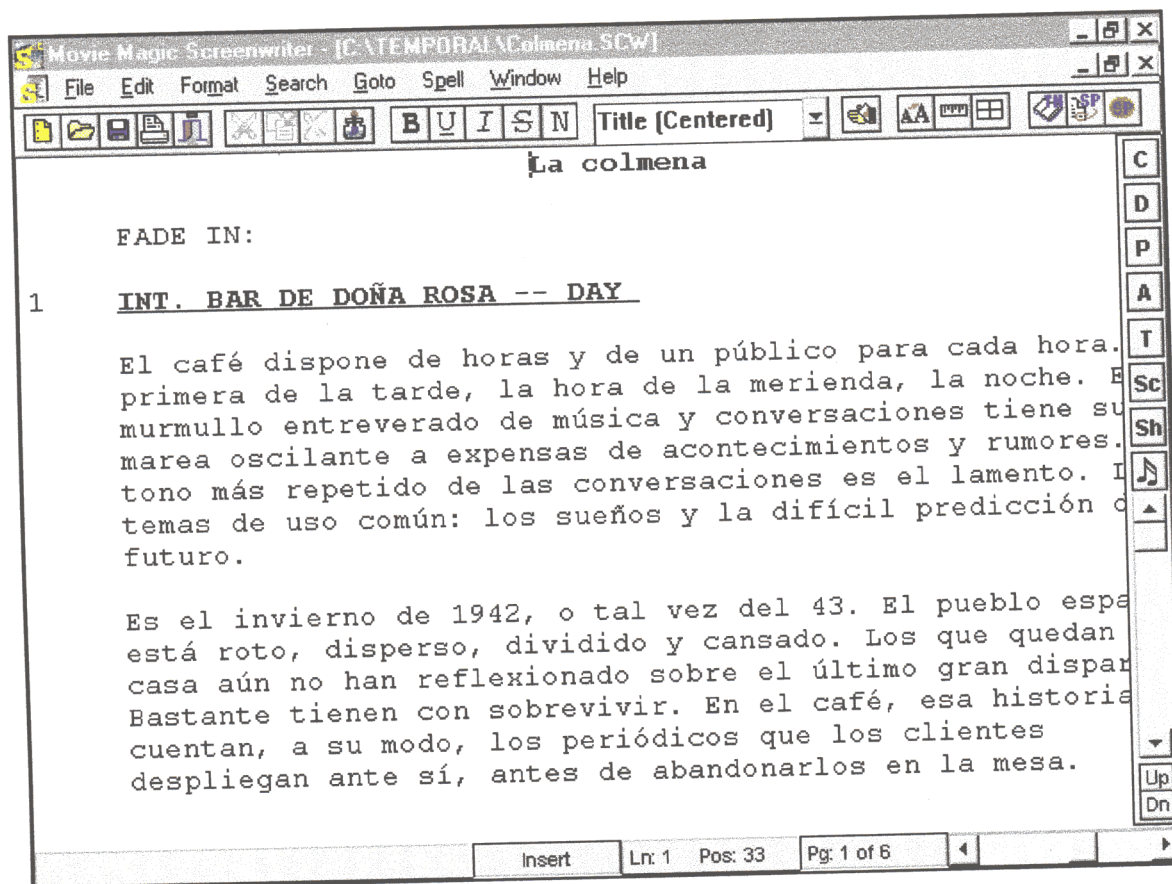 Movie Magic Screenwriter - [C:\TEMPORAL\Colmena.SCW]
File Edit Format Search Goto Spell Window Help
B U I S N Title (Centered) AA FN SP
La colmena
C
D
FADE IN:
P
1 INT. BAR DE DOÑA ROSA -- DAY
A
El café dispone de horas y de un público para cada hora.
T
primera de la tarde, la hora de la merienda, la noche. E
Sc
murmullo entreverado de música y conversaciones tiene su
Sh
marea oscilante a expensas de acontecimientos y rumores.
tono más repetido de las conversaciones es el lamento. L
temas de uso común: los sueños y la difícil predicción d
futuro.
Es el invierno de 1942, o tal vez del 43. El pueblo espa
está roto, disperso, dividido y cansado. Los que quedan
casa aún no han reflexionado sobre el último gran dispar
Bastante tienen con sobrevivir. En el café, esa historia
cuentan, a su modo, los periódicos que los clientes
despliegan ante sí, antes de abandonarlos en la mesa.
Up
Dn
Insert Ln: 1 Pos: 33 Pg: 1 of 6